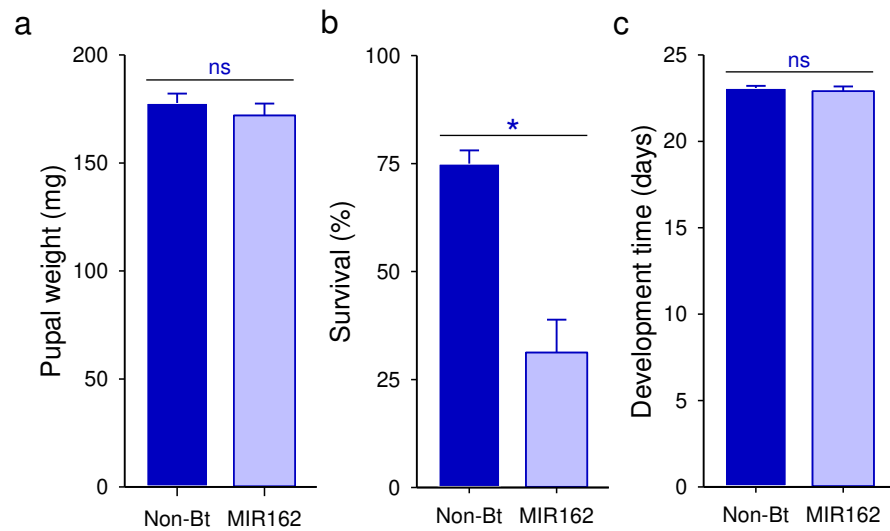 a
Pupal weight (mg)
200
150
100
50
0
ns
Non-Bt MIR162
b
Survival (%)
100
75
50
25
0
*
Non-Bt MIR162
c
Development time (days)
25
20
15
10
5
0
ns
Non-Bt MIR162